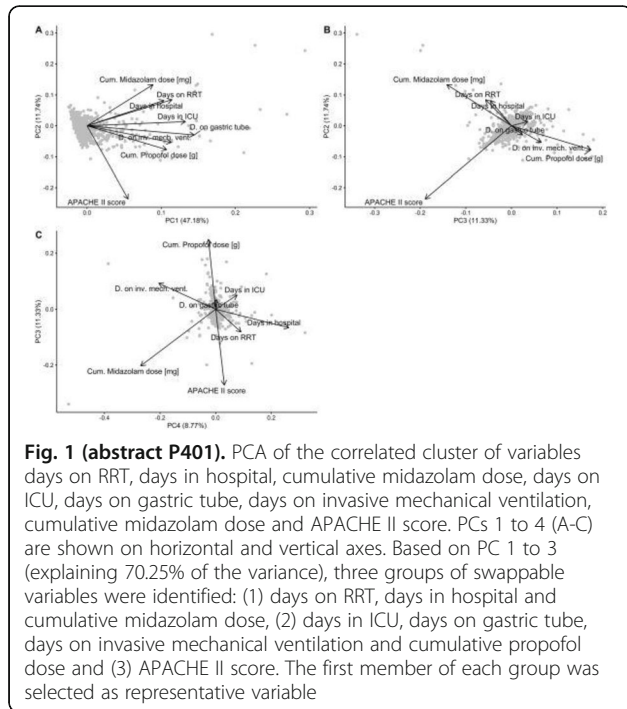 A
0.3
0.2
0.1
0.0
-0.1
-0.2
PC2 (11.74%)
Cum. Midazolam dose [mg]
Days on RRT
Days in hospital
Days in ICU
D. on gastric tube
D. on inv. mech. vent.
Cum. Propofol dose [g]
APACHE II score
0.0
0.1
0.2
0.3
PC1 (47.18%)
B
0.3
0.2
0.1
0.0
-0.1
-0.2
PC2 (11.74%)
Cum. Midazolam dose [mg]
Days on RRT
Days in hospital
Days in ICU
D. on gastric tube
D. on inv. mech. vent.
Cum. Propofol dose [g]
APACHE II score
-0.3
-0.2
-0.1
0.0
0.1
0.2
PC3 (11.33%)
C
0.2
0.0
-0.2
PC3 (11.33%)
Cum. Propofol dose [g]
D. on inv. mech. vent.
Days in ICU
D. on gastric tube
Days in hospital
Days on RRT
Cum. Midazolam dose [mg]
APACHE II score
-0.4
-0.2
0.0
0.2
PC4 (8.77%)
Fig. 1 (abstract P401). PCA of the correlated cluster of variables
days on RRT, days in hospital, cumulative midazolam dose, days on
ICU, days on gastric tube, days on invasive mechanical ventilation,
cumulative midazolam dose and APACHE II score. PCs 1 to 4 (A-C)
are shown on horizontal and vertical axes. Based on PC 1 to 3
(explaining 70.25% of the variance), three groups of swappable
variables were identified: (1) days on RRT, days in hospital and
cumulative midazolam dose, (2) days in ICU, days on gastric tube,
days on invasive mechanical ventilation and cumulative propofol
dose and (3) APACHE II score. The first member of each group was
selected as representative variable